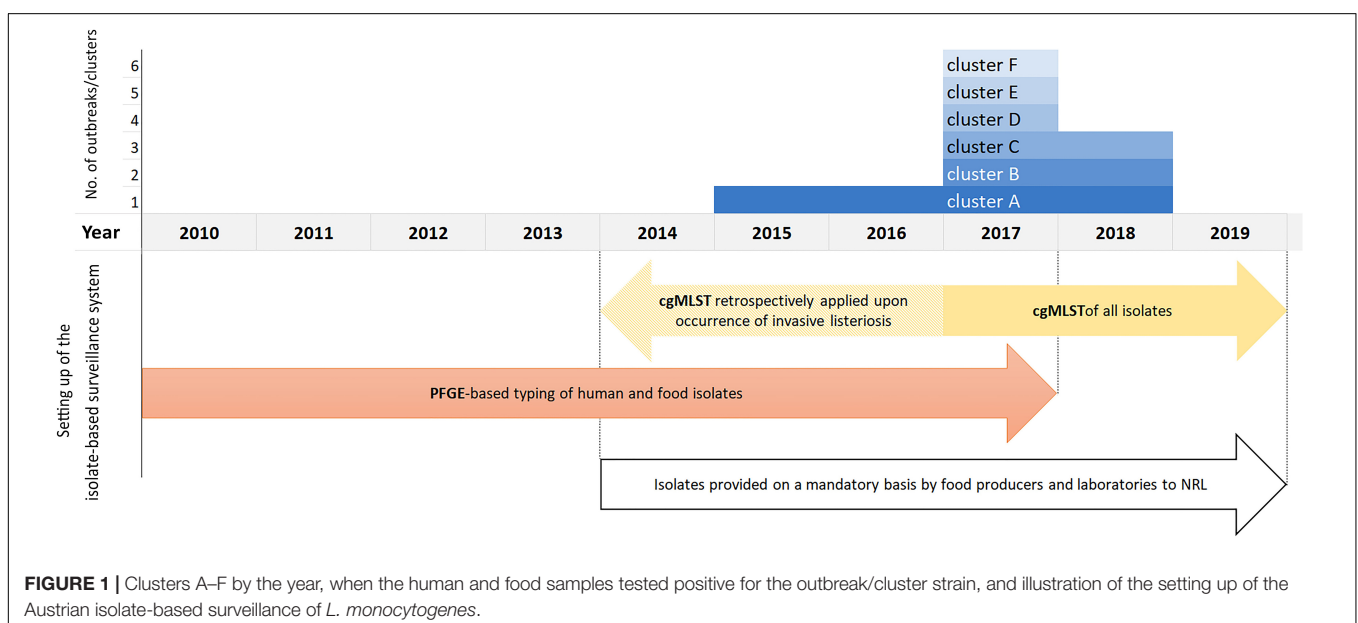 No. of outbreaks/clusters
6
5
4
3
2
1
cluster F
cluster E
cluster D
cluster C
cluster B
cluster A
Year 2010 2011 2012 2013 2014 2015 2016 2017 2018 2019
Setting up of the
isolate-based surveillance system
cgMLST retrospectively applied upon
occurrence of invasive listeriosis
cgMLSTof all isolates
PFGE-based typing of human and food isolates
Isolates provided on a mandatory basis by food producers and laboratories to NRL
FIGURE 1 | Clusters A–F by the year, when the human and food samples tested positive for the outbreak/cluster strain, and illustration of the setting up of the
Austrian isolate-based surveillance of L. monocytogenes.